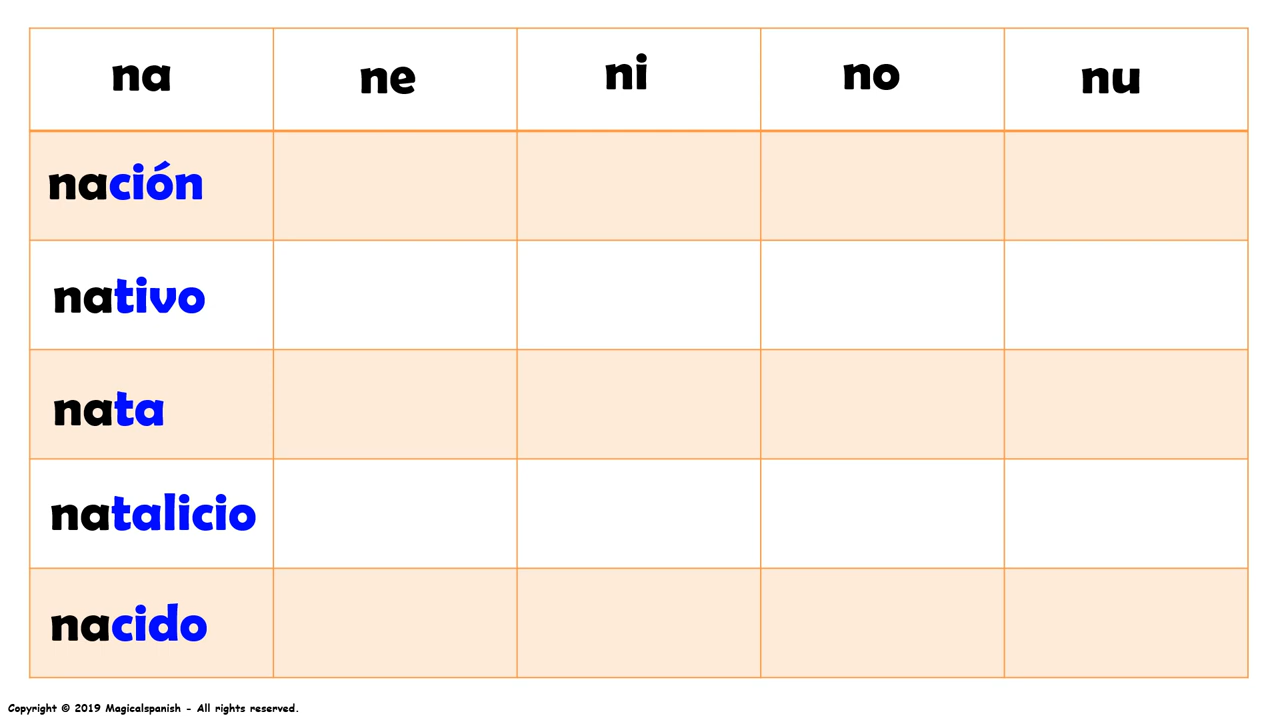 na ne ni no nu
nación
nativo
nata
natalicio
nacido
Copyright © 2019 Magicalspanish - All rights reserved.